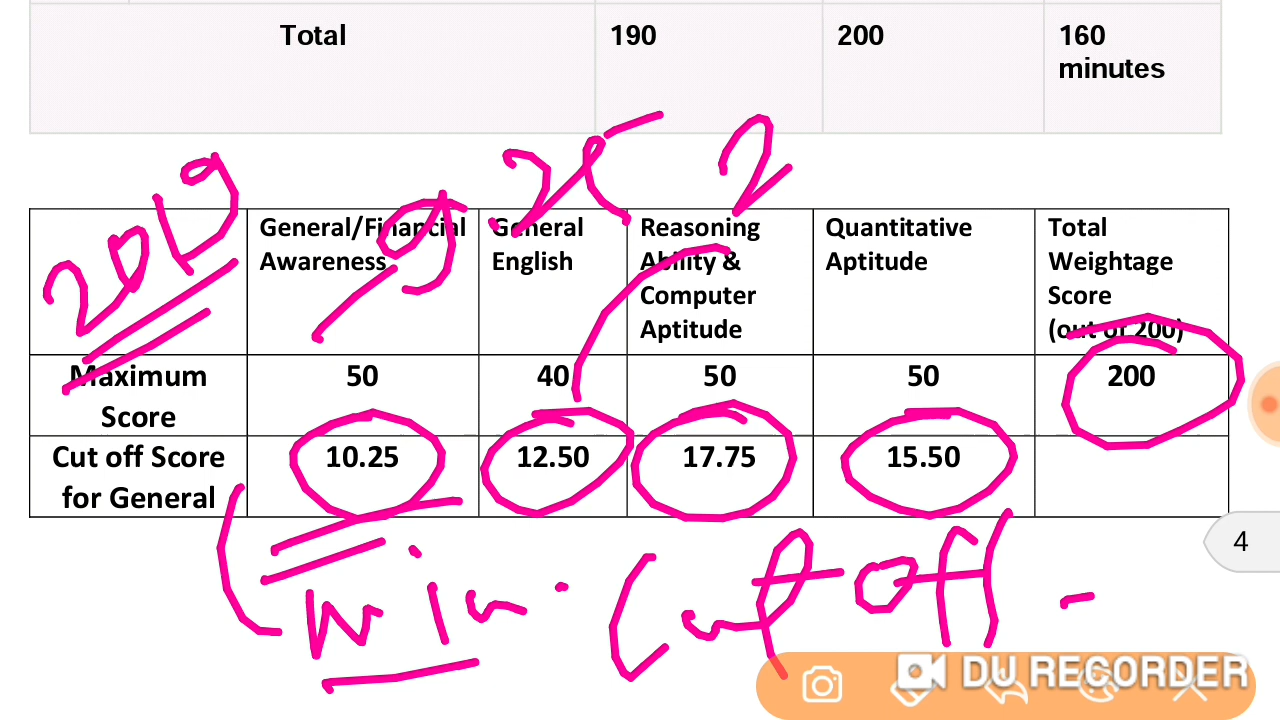 Total 190 200 160 minutes
2019
General/Financial Awareness General English Reasoning Ability & Computer Aptitude Quantitative Aptitude Total Weightage Score (out of 200)
Maximum Score 50 40 50 50 200
Cut off Score for General 10.25 12.50 17.75 15.50
4
min. Cut off -
DU RECORDER